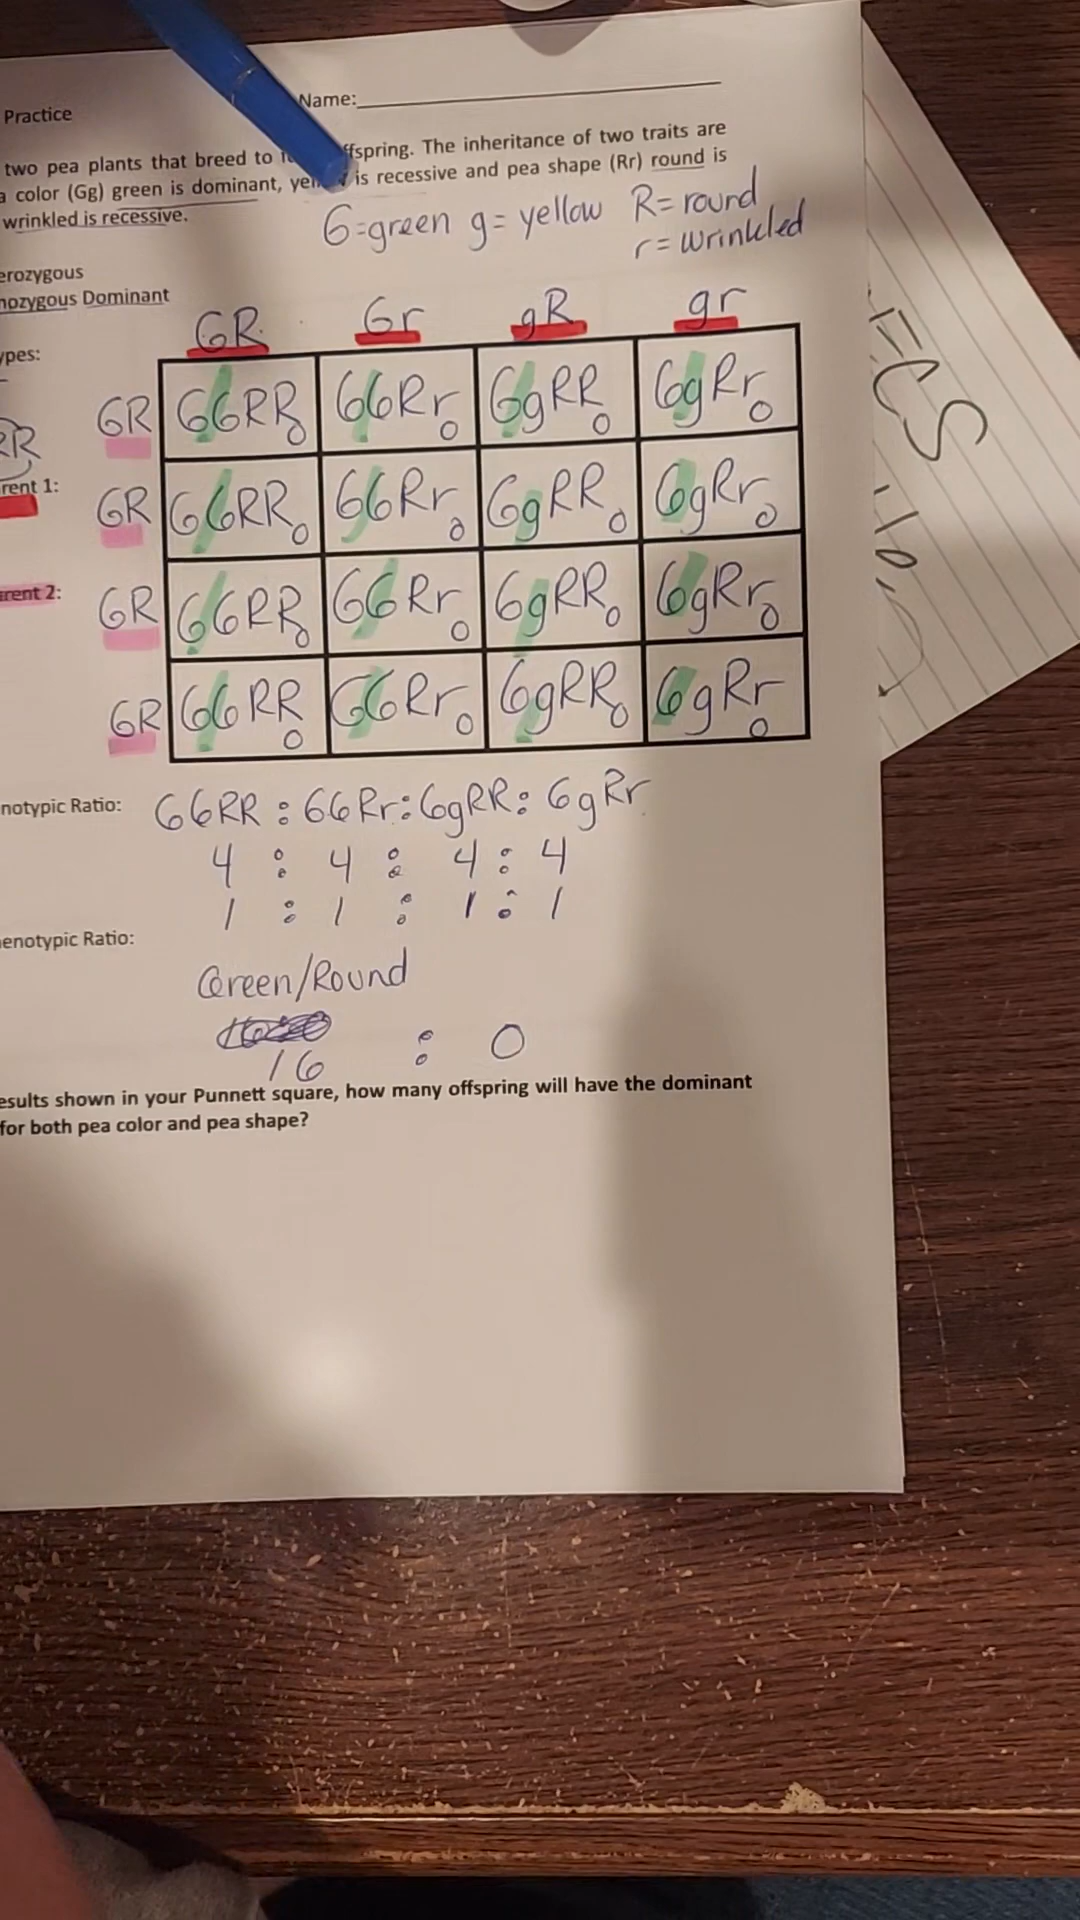 Practice
Name:
two pea plants that breed to ffspring. The inheritance of two traits are
a color (Gg) green is dominant, is recessive and pea shape (Rr) round is
wrinkled is recessive.
G=green g= yellow R= round
r= wrinkled
erozygous
mozygous Dominant
GR Gr gR gr
ypes:
GR GGRR GGRr GgRR GgRr
RR
rent 1:
GR GGRR GGRr GgRR GgRr
arent 2:
GR GGRR GGRr GgRR GgRr
GR GGRR GGRr GgRR GgRr
notypic Ratio: GGRR : GGRr : GgRR : GgRr
4 : 4 : 4 : 4
1 : 1 : 1 : 1
enotypic Ratio:
Green/Round
16 : 0
esults shown in your Punnett square, how many offspring will have the dominant
for both pea color and pea shape?